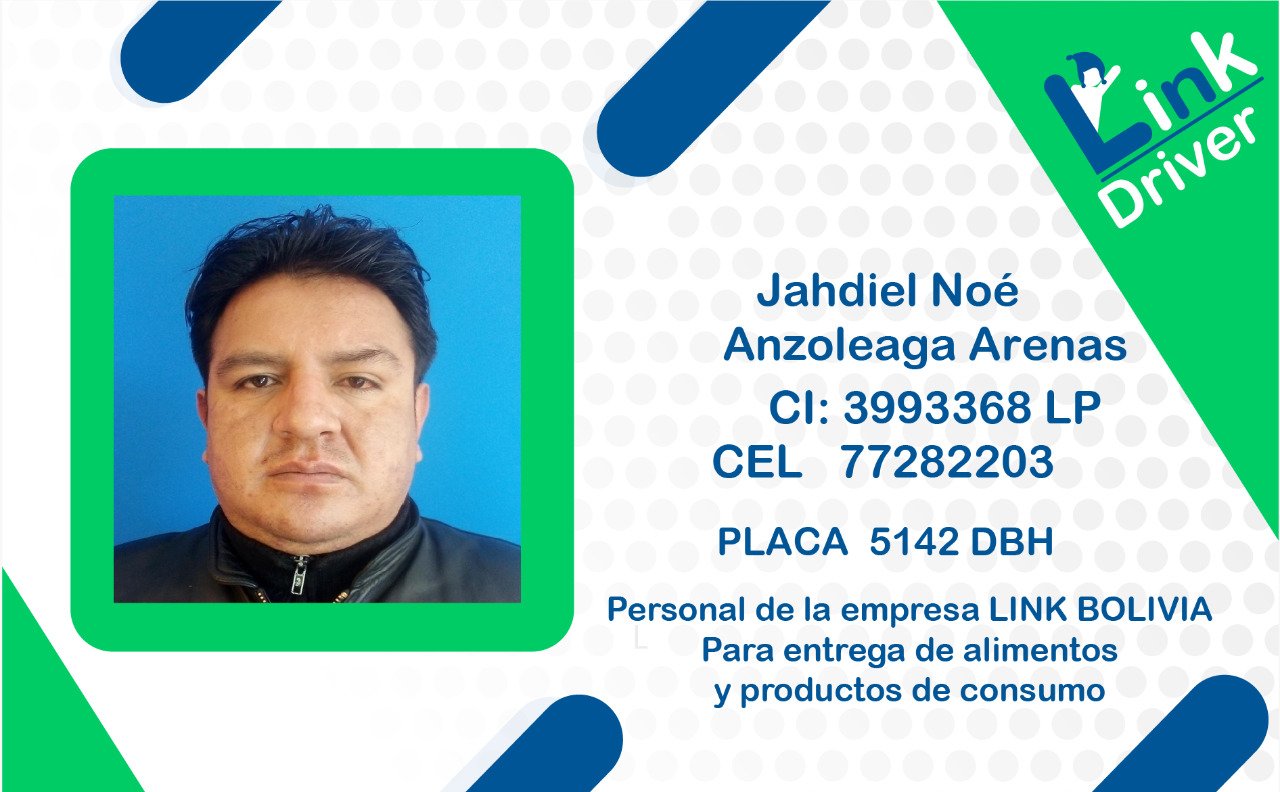 Link
Driver
Jahdiel Noé
Anzoleaga Arenas
CI: 3993368 LP
CEL 77282203
PLACA 5142 DBH
Personal de la empresa LINK BOLIVIA
L
Para entrega de alimentos
y productos de consumo